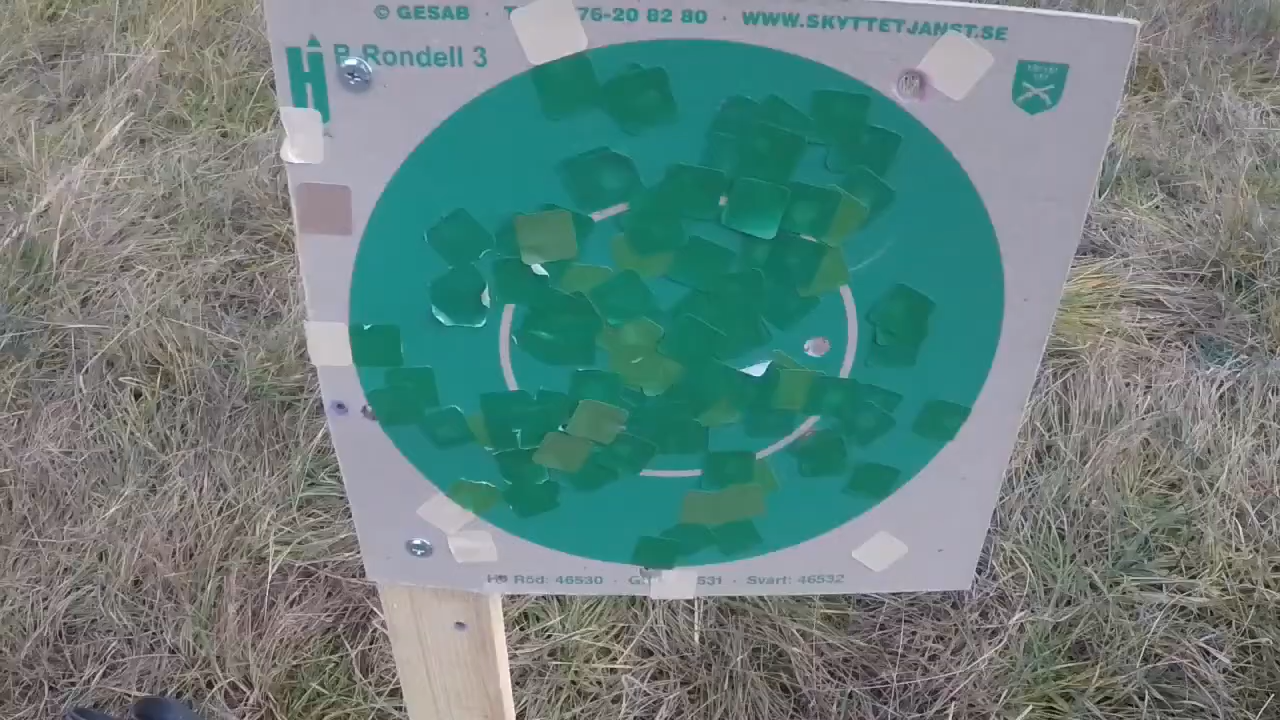 © GESAB · T 76-20 82 80 · WWW.SKYTTETJANST.SE
H
P-Rondell 3
Röd: 46530 · G 531 · Svart: 46532